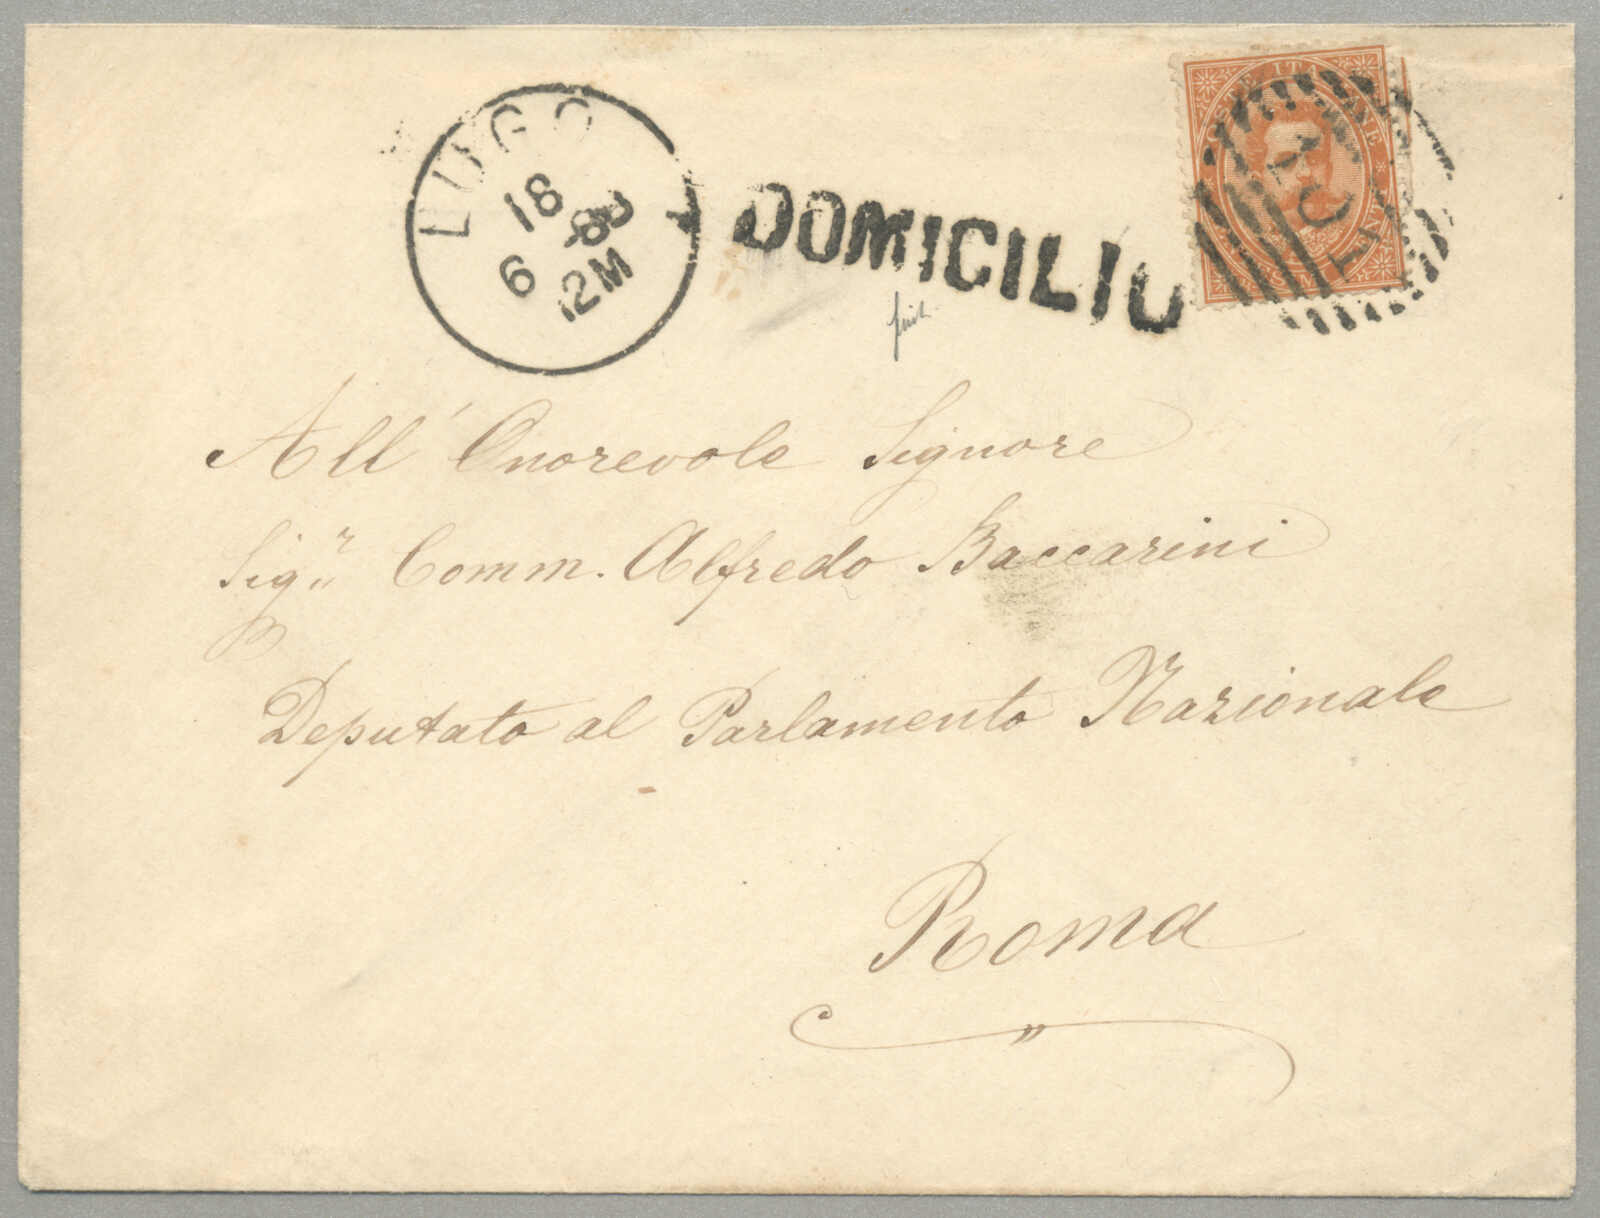 LUGO
18
6
12M
DOMICILIO
All' Onorevole Signore
Sig.r Comm. Alfredo Baccarini
Deputato al Parlamento Nazionale
Roma